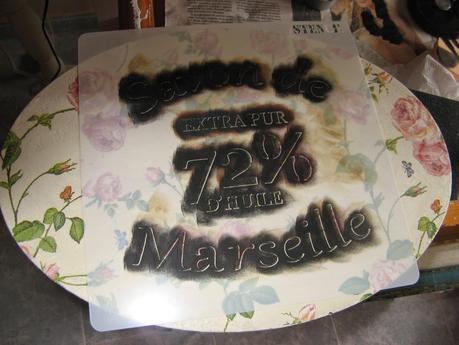 Savon de
EXTRA PUR
72%
D'HUILE
Marseille